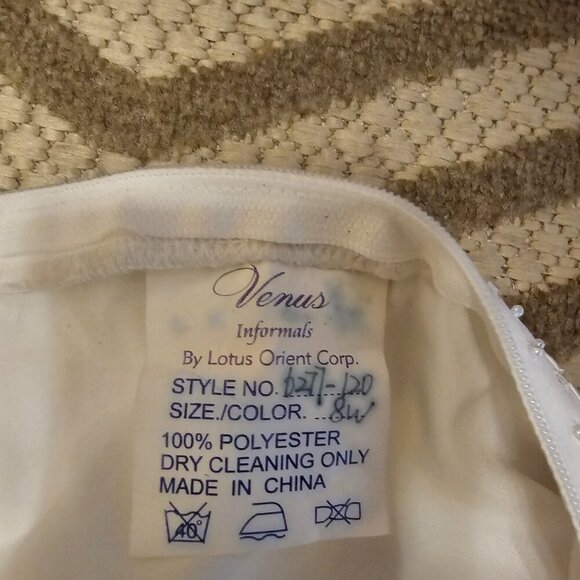 Venus
Informals
By Lotus Orient Corp.
STYLE NO. 6277-120
SIZE./COLOR. 8W
100% POLYESTER
DRY CLEANING ONLY
MADE IN CHINA
40°